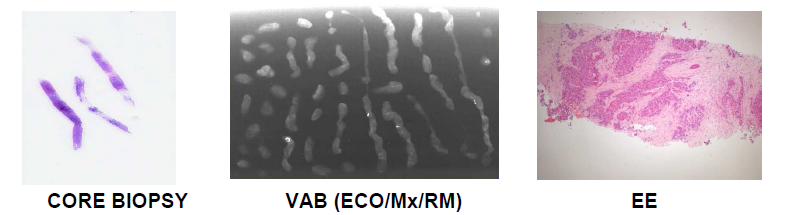 CORE BIOPSY VAB (ECO/Mx/RM) EE